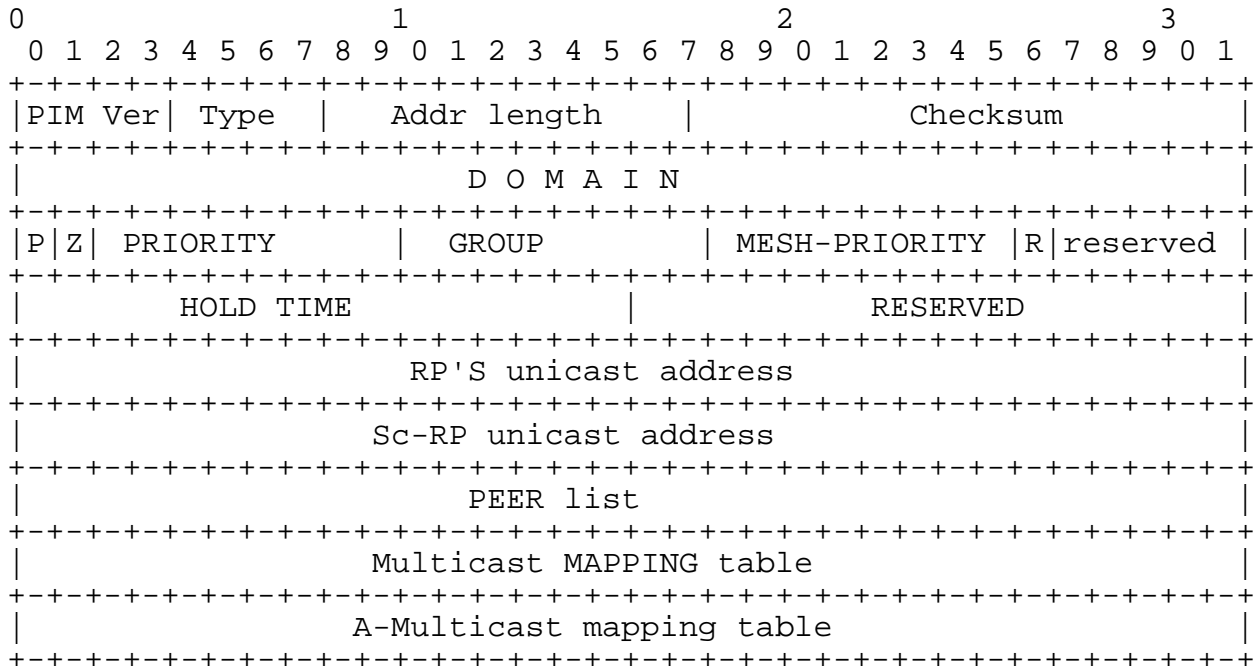 0                   1                   2                   3
 0 1 2 3 4 5 6 7 8 9 0 1 2 3 4 5 6 7 8 9 0 1 2 3 4 5 6 7 8 9 0 1
+-+-+-+-+-+-+-+-+-+-+-+-+-+-+-+-+-+-+-+-+-+-+-+-+-+-+-+-+-+-+-+-+
|PIM Ver| Type  |   Addr length    |           Checksum         |
+-+-+-+-+-+-+-+-+-+-+-+-+-+-+-+-+-+-+-+-+-+-+-+-+-+-+-+-+-+-+-+-+
|                       D O M A I N                             |
+-+-+-+-+-+-+-+-+-+-+-+-+-+-+-+-+-+-+-+-+-+-+-+-+-+-+-+-+-+-+-+-+
|P|Z| PRIORITY      |  GROUP        | MESH-PRIORITY |R|reserved |
+-+-+-+-+-+-+-+-+-+-+-+-+-+-+-+-+-+-+-+-+-+-+-+-+-+-+-+-+-+-+-+-+
|        HOLD TIME              |            RESERVED           |
+-+-+-+-+-+-+-+-+-+-+-+-+-+-+-+-+-+-+-+-+-+-+-+-+-+-+-+-+-+-+-+-+
|                    RP'S unicast address                       |
+-+-+-+-+-+-+-+-+-+-+-+-+-+-+-+-+-+-+-+-+-+-+-+-+-+-+-+-+-+-+-+-+
|                  Sc-RP unicast address                        |
+-+-+-+-+-+-+-+-+-+-+-+-+-+-+-+-+-+-+-+-+-+-+-+-+-+-+-+-+-+-+-+-+
|                       PEER list                               |
+-+-+-+-+-+-+-+-+-+-+-+-+-+-+-+-+-+-+-+-+-+-+-+-+-+-+-+-+-+-+-+-+
|                  Multicast MAPPING table                      |
+-+-+-+-+-+-+-+-+-+-+-+-+-+-+-+-+-+-+-+-+-+-+-+-+-+-+-+-+-+-+-+-+
|                 A-Multicast mapping table                     |
+-+-+-+-+-+-+-+-+-+-+-+-+-+-+-+-+-+-+-+-+-+-+-+-+-+-+-+-+-+-+-+-+